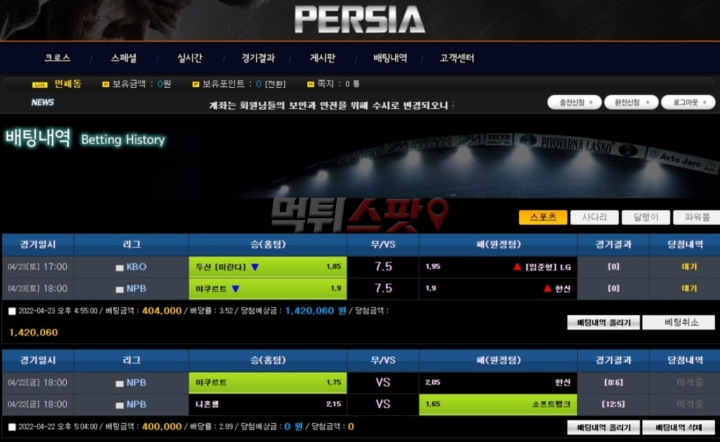 PERSIA
크로스 / 스페셜 / 실시간 / 경기결과 / 게시판 / 배팅내역 / 고객센터
면폐동 보유금액 : 0원 보유포인트 : 0 [전환] 쪽지 : 0 통
NEWS 계좌는 회원님들의 보안과 안전을 위해 수시로 변경되오니 충전신청 + 환전신청 + 로그아웃 +
배팅내역 Betting History
PIVOVARNA LASKO Avto Jarc
먹튀스팟
스포츠 사다리 달팽이 파워볼
경기일시 리그 승(홈팀) 무/VS 패(원정팀) 경기결과 당첨내역
04/23[토] 17:00 KBO 두산 [미란다] ▼ 1,85 7.5 1,95 ▲ [임준형] LG [0] 대기
04/23[토] 18:00 NPB 야쿠르트 ▼ 1,9 7.5 1,9 ▲ 한신 [0] 대기
2022-04-23 오후 4:55:00 / 베팅금액 : 404,000 / 배당률 : 3.52 / 당첨예상금 : 1,420,060 원 / 당첨금액 :
1,420,060 배팅내역 올리기 베팅취소
경기일시 리그 승(홈팀) 무/VS 패(원정팀) 경기결과 당첨내역
04/22[금] 18:00 NPB 야쿠르트 1,75 VS 2,05 한신 [0:6] 미적중
04/22[금] 18:00 NPB 니혼햄 2,15 VS 1,65 소프트뱅크 [12:5] 미적중
2022-04-22 오후 5:04:00 / 베팅금액 : 400,000 / 배당률 : 2.89 / 당첨예상금 : 0 원 / 당첨금액 : 0 배팅내역 올리기 배팅내역 삭제